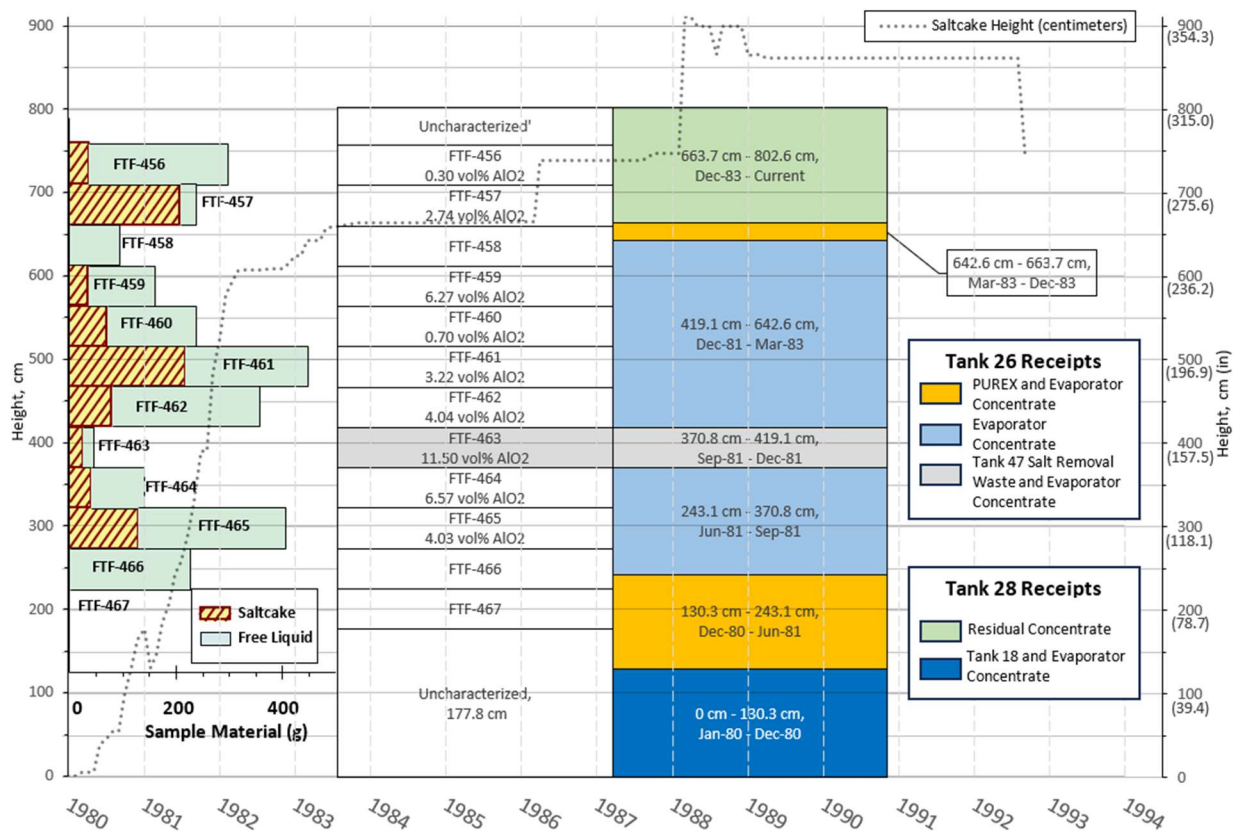 900
800
700
600
500
400
300
200
100
0
Height, cm
Saltcake Height (centimeters)
900
(354.3)
800
(315.0)
700
(275.6)
600
(236.2)
500
(196.9)
400
(157.5)
300
(118.1)
200
(78.7)
100
(39.4)
0
Height, cm (in)
FTF-456
FTF-457
FTF-458
FTF-459
FTF-460
FTF-461
FTF-462
FTF-463
FTF-464
FTF-465
FTF-466
FTF-467
Saltcake
Free Liquid
0
200
400
Sample Material (g)
Uncharacterized'
FTF-456
0.30 vol% AlO2
FTF-457
2.74 vol% AlO2
FTF-458
FTF-459
6.27 vol% AlO2
FTF-460
0.70 vol% AlO2
FTF-461
3.22 vol% AlO2
FTF-462
4.04 vol% AlO2
FTF-463
11.50 vol% AlO2
FTF-464
6.57 vol% AlO2
FTF-465
4.03 vol% AlO2
FTF-466
FTF-467
Uncharacterized,
177.8 cm
663.7 cm - 802.6 cm,
Dec-83 - Current
642.6 cm - 663.7 cm,
Mar-83 - Dec-83
419.1 cm - 642.6 cm,
Dec-81 - Mar-83
370.8 cm - 419.1 cm,
Sep-81 - Dec-81
243.1 cm - 370.8 cm,
Jun-81 - Sep-81
130.3 cm - 243.1 cm,
Dec-80 - Jun-81
0 cm - 130.3 cm,
Jan-80 - Dec-80
Tank 26 Receipts
PUREX and Evaporator
Concentrate
Evaporator
Concentrate
Tank 47 Salt Removal
Waste and Evaporator
Concentrate
Tank 28 Receipts
Residual Concentrate
Tank 18 and Evaporator
Concentrate
1980
1981
1982
1983
1984
1985
1986
1987
1988
1989
1990
1991
1992
1993
1994